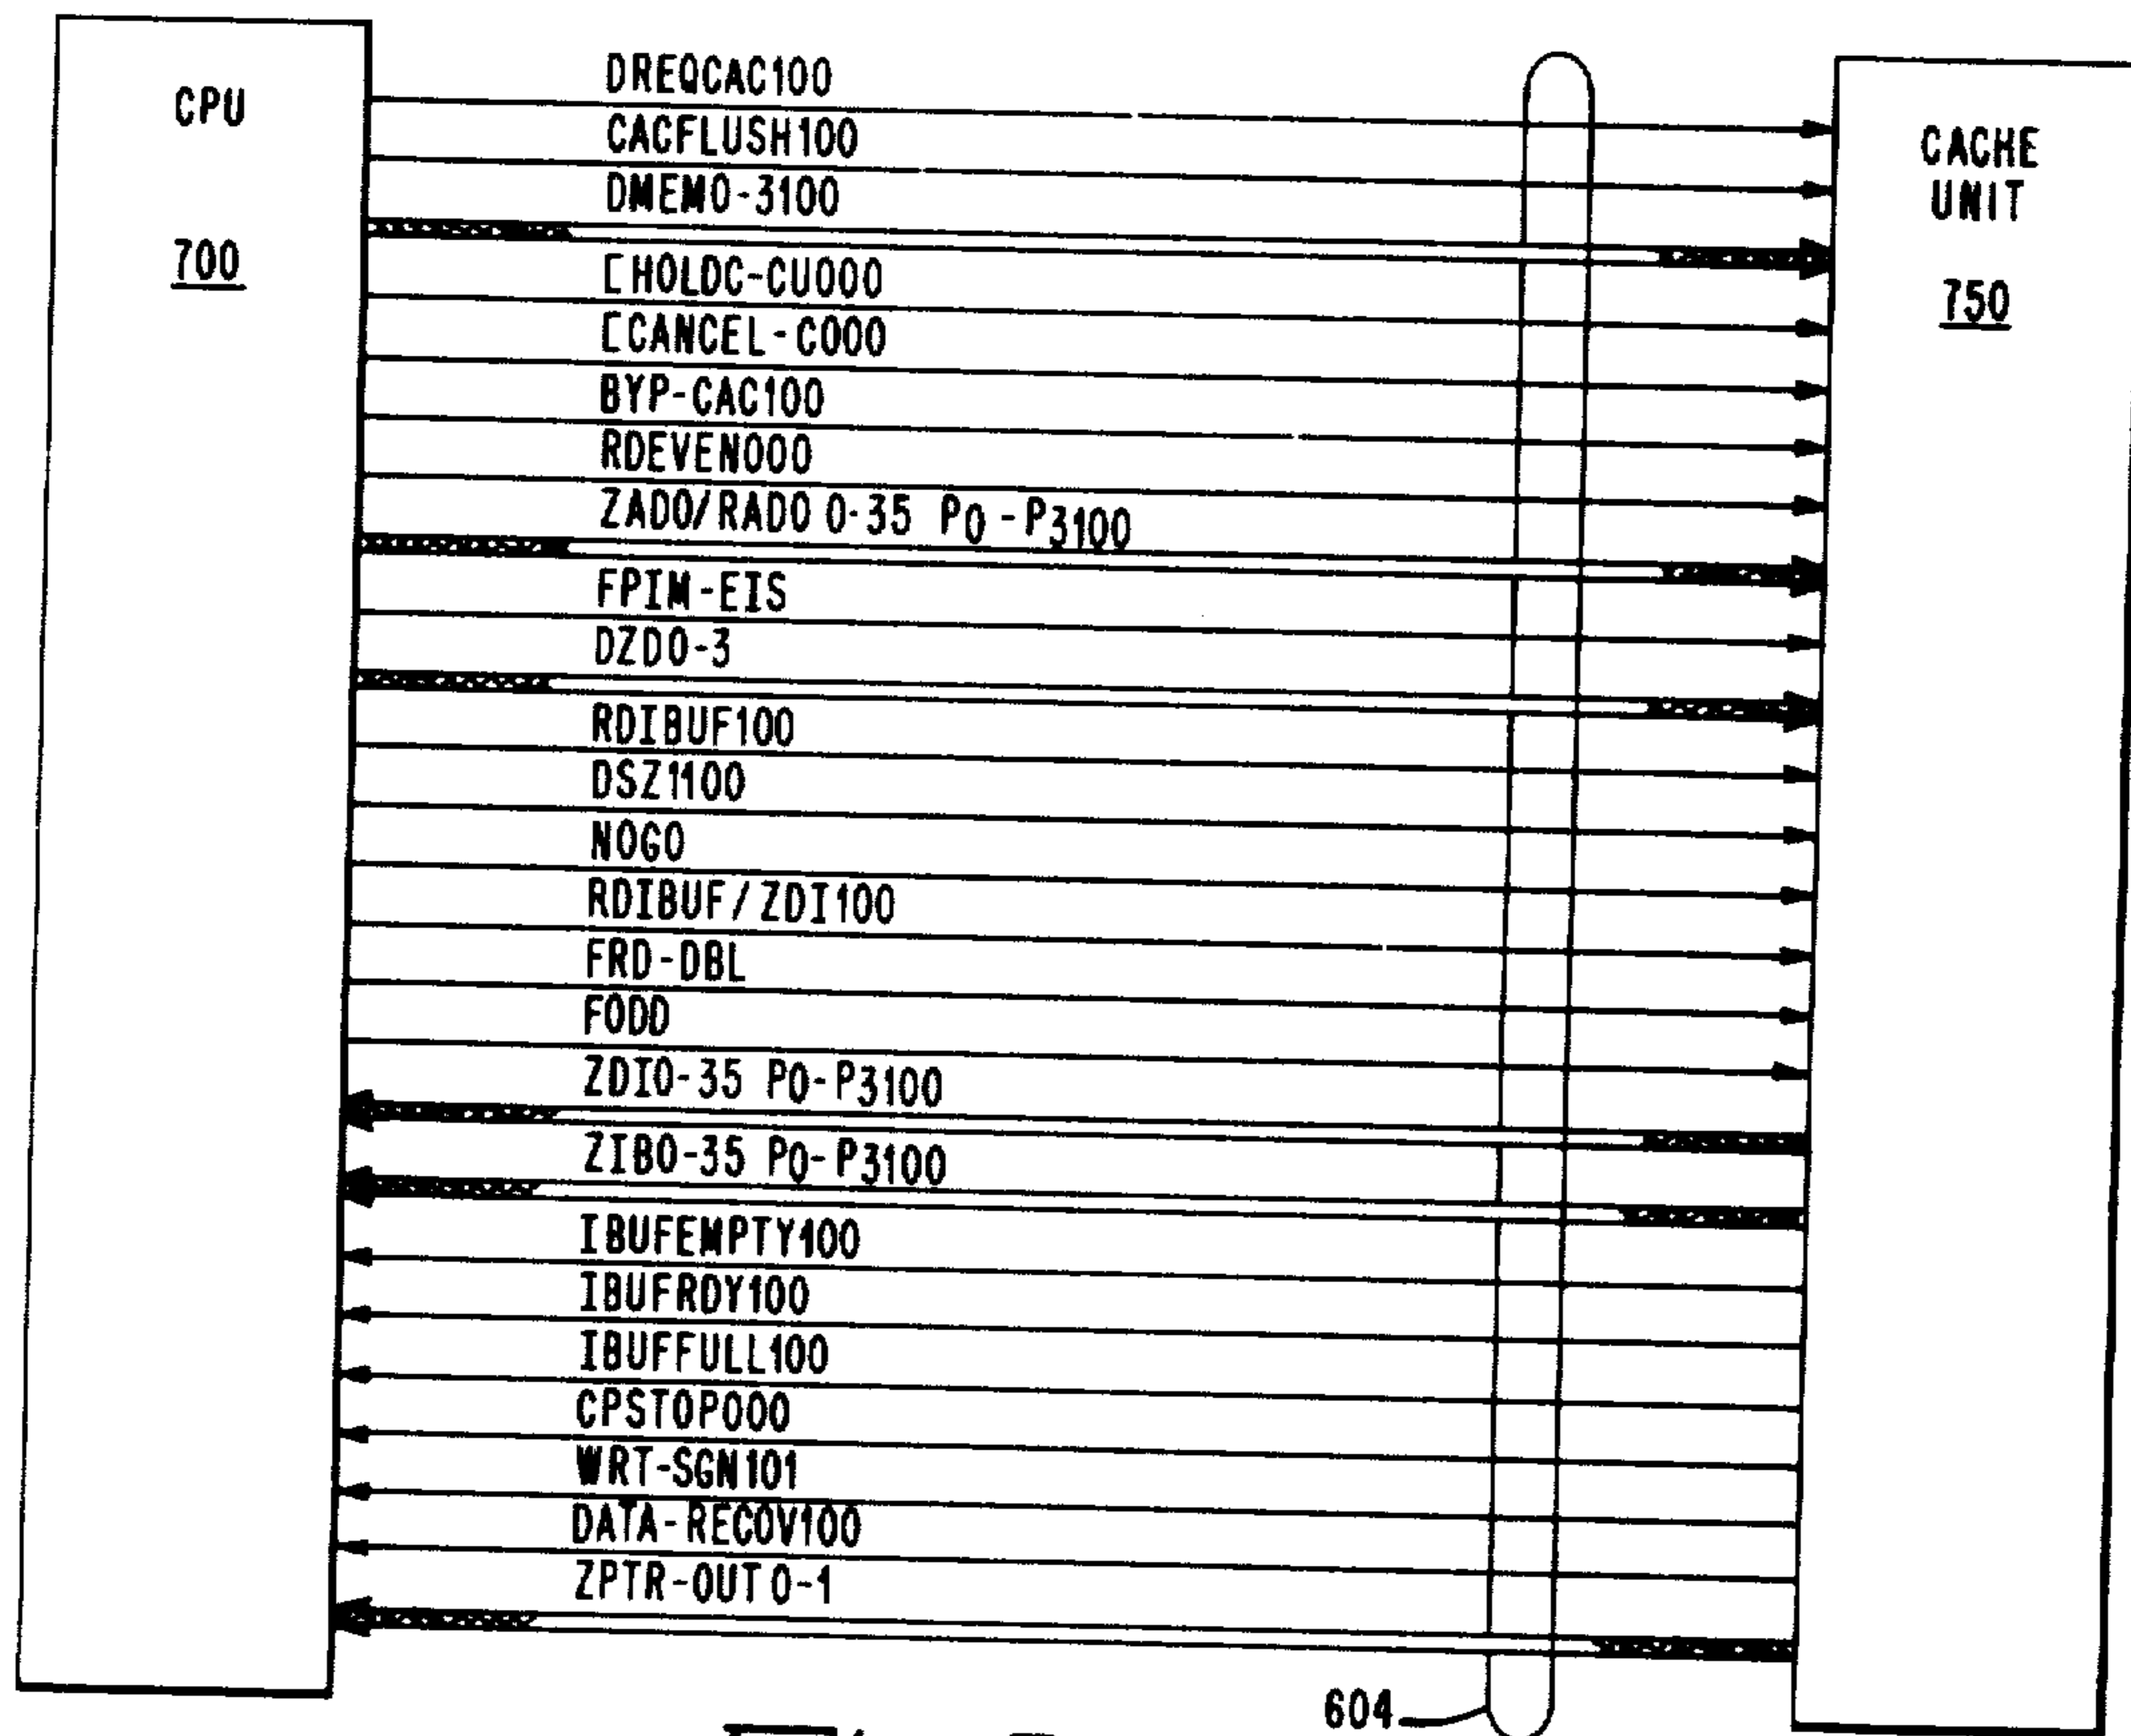 CPU
700
DREQCAC100
CACFLUSH100
DMEM0-3100
[HOLDC-CU000
[CANCEL-C000
BYP-CAC100
RDEVEN000
ZADO/RADO 0-35 P0-P3100
FPIM-EIS
DZD0-3
RDIBUF100
DSZ1100
NOGO
RDIBUF/ZDI100
FRD-DBL
FODD
ZDI0-35 P0-P3100
ZIB0-35 P0-P3100
IBUFEMPTY100
IBUFRDY100
IBUFFULL100
CPSTOP000
WRT-SGN101
DATA-RECOV100
ZPTR-OUT 0-1
CACHE
UNIT
750
604